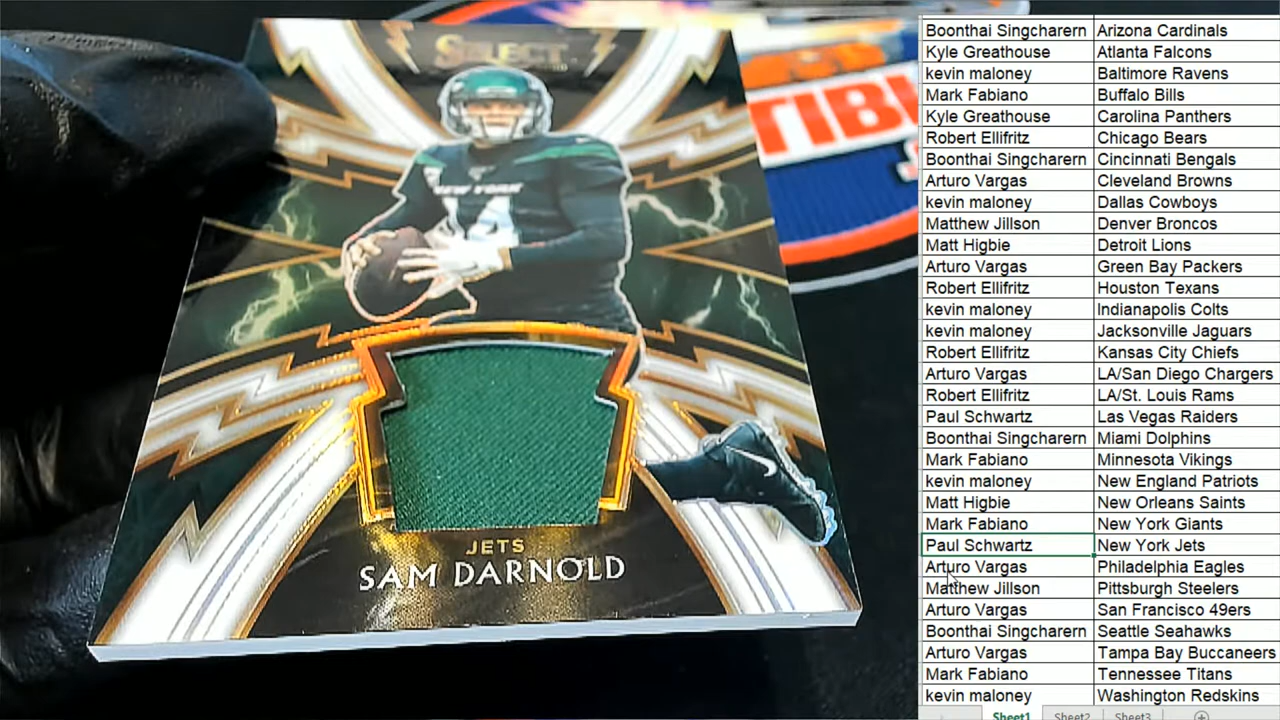 SELECT
NEW YORK
14
TIBL
JETS
SAM DARNOLD
Boonthai Singcharern Arizona Cardinals
Kyle Greathouse Atlanta Falcons
kevin maloney Baltimore Ravens
Mark Fabiano Buffalo Bills
Kyle Greathouse Carolina Panthers
Robert Ellifritz Chicago Bears
Boonthai Singcharern Cincinnati Bengals
Arturo Vargas Cleveland Browns
kevin maloney Dallas Cowboys
Matthew Jillson Denver Broncos
Matt Higbie Detroit Lions
Arturo Vargas Green Bay Packers
Robert Ellifritz Houston Texans
kevin maloney Indianapolis Colts
kevin maloney Jacksonville Jaguars
Robert Ellifritz Kansas City Chiefs
Arturo Vargas LA/San Diego Chargers
Robert Ellifritz LA/St. Louis Rams
Paul Schwartz Las Vegas Raiders
Boonthai Singcharern Miami Dolphins
Mark Fabiano Minnesota Vikings
kevin maloney New England Patriots
Matt Higbie New Orleans Saints
Mark Fabiano New York Giants
Paul Schwartz New York Jets
Arturo Vargas Philadelphia Eagles
Matthew Jillson Pittsburgh Steelers
Arturo Vargas San Francisco 49ers
Boonthai Singcharern Seattle Seahawks
Arturo Vargas Tampa Bay Buccaneers
Mark Fabiano Tennessee Titans
kevin maloney Washington Redskins
Sheet1 Sheet2 Sheet3